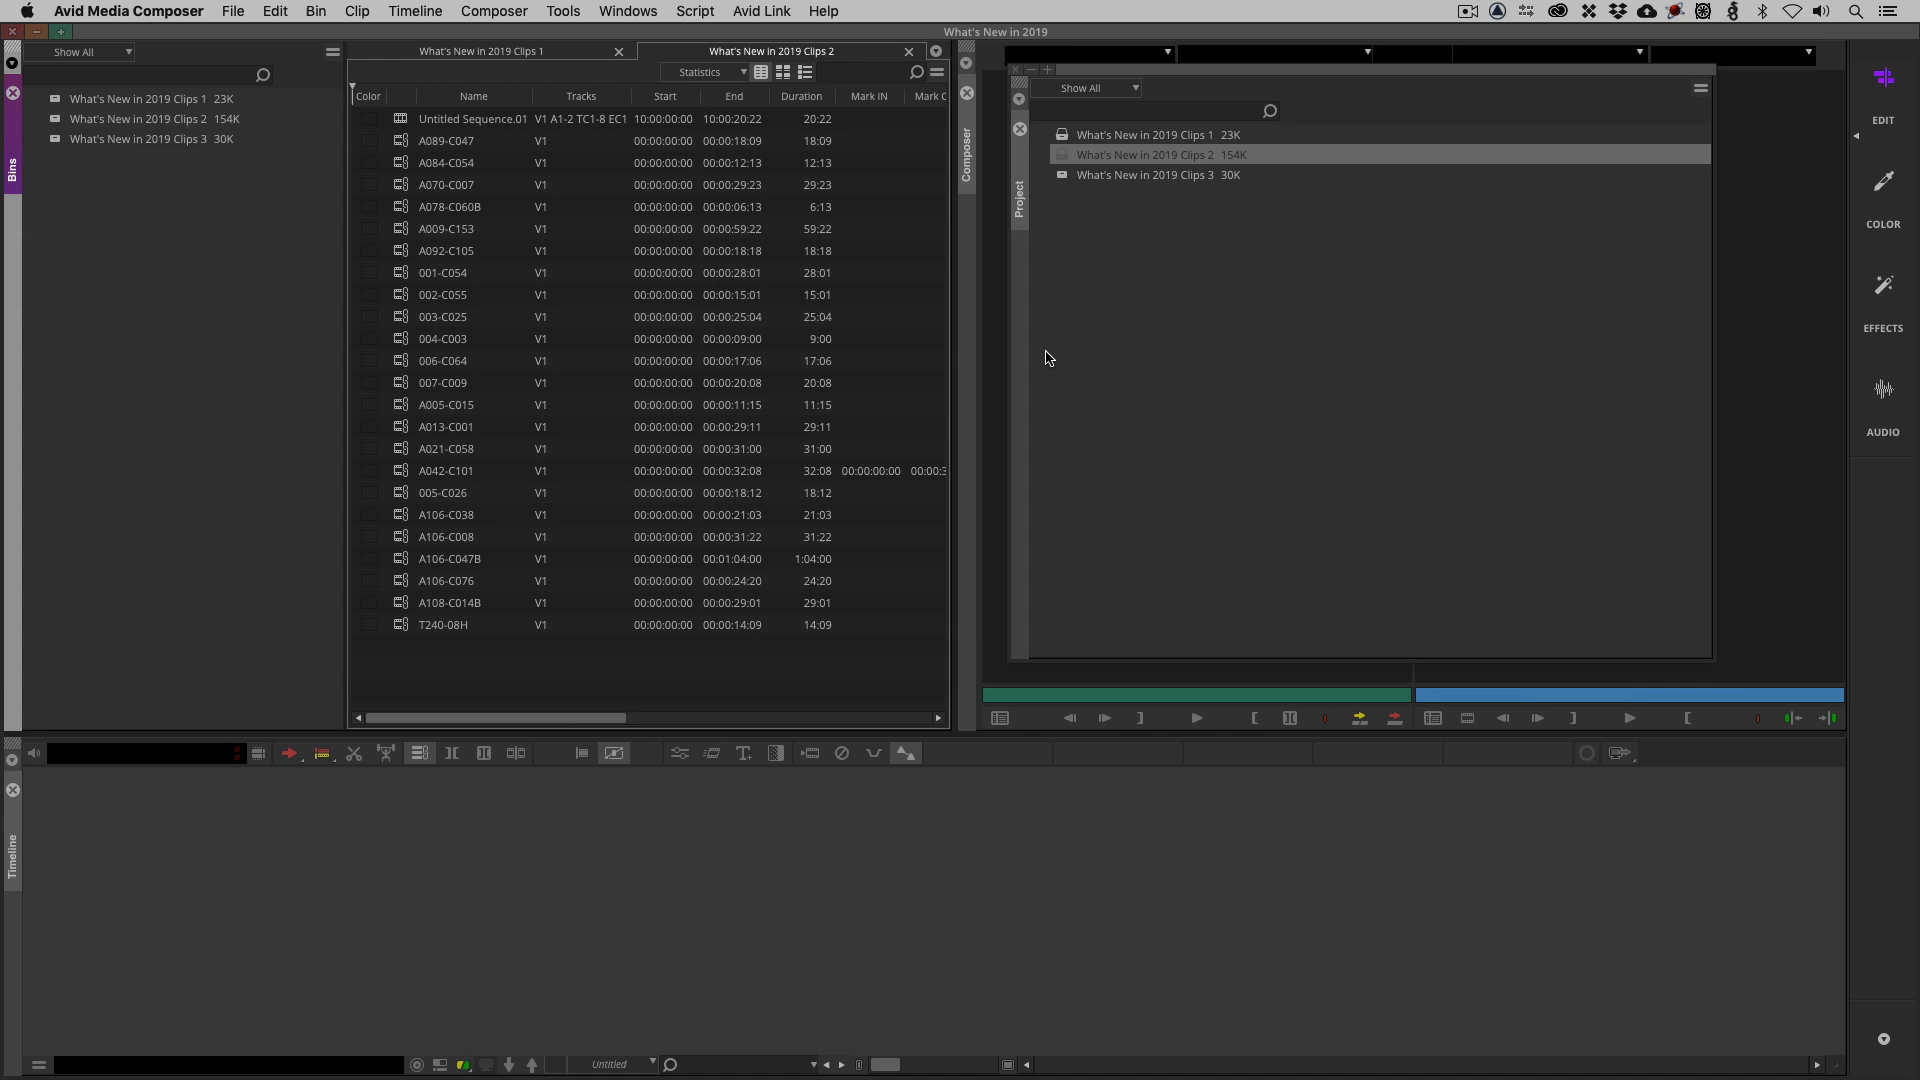 Avid Media Composer File Edit Bin Clip Timeline Composer Tools Windows Script Avid Link Help
What's New in 2019
Show All
What's New in 2019 Clips 1 23K
What's New in 2019 Clips 2 154K
What's New in 2019 Clips 3 30K
Bins
What's New in 2019 Clips 1 What's New in 2019 Clips 2
Statistics
Color Name Tracks Start End Duration Mark IN Mark O
Untitled Sequence.01 V1 A1-2 TC1-8 EC1 10:00:00:00 10:00:20:22 20:22
A089-C047 V1 00:00:00:00 00:00:18:09 18:09
A084-C054 V1 00:00:00:00 00:00:12:13 12:13
A070-C007 V1 00:00:00:00 00:00:29:23 29:23
A078-C060B V1 00:00:00:00 00:00:06:13 6:13
A009-C153 V1 00:00:00:00 00:00:59:22 59:22
A092-C105 V1 00:00:00:00 00:00:18:18 18:18
001-C054 V1 00:00:00:00 00:00:28:01 28:01
002-C055 V1 00:00:00:00 00:00:15:01 15:01
003-C025 V1 00:00:00:00 00:00:25:04 25:04
004-C003 V1 00:00:00:00 00:00:09:00 9:00
006-C064 V1 00:00:00:00 00:00:17:06 17:06
007-C009 V1 00:00:00:00 00:00:20:08 20:08
A005-C015 V1 00:00:00:00 00:00:11:15 11:15
A013-C001 V1 00:00:00:00 00:00:29:11 29:11
A021-C058 V1 00:00:00:00 00:00:31:00 31:00
A042-C101 V1 00:00:00:00 00:00:32:08 32:08 00:00:00:00 00:00:3
005-C026 V1 00:00:00:00 00:00:18:12 18:12
A106-C038 V1 00:00:00:00 00:00:21:03 21:03
A106-C008 V1 00:00:00:00 00:00:31:22 31:22
A106-C047B V1 00:00:00:00 00:01:04:00 1:04:00
A106-C076 V1 00:00:00:00 00:00:24:20 24:20
A108-C014B V1 00:00:00:00 00:00:29:01 29:01
T240-08H V1 00:00:00:00 00:00:14:09 14:09
Composer
Show All
What's New in 2019 Clips 1 23K
What's New in 2019 Clips 2 154K
What's New in 2019 Clips 3 30K
Project
EDIT
COLOR
EFFECTS
AUDIO
Timeline
Untitled